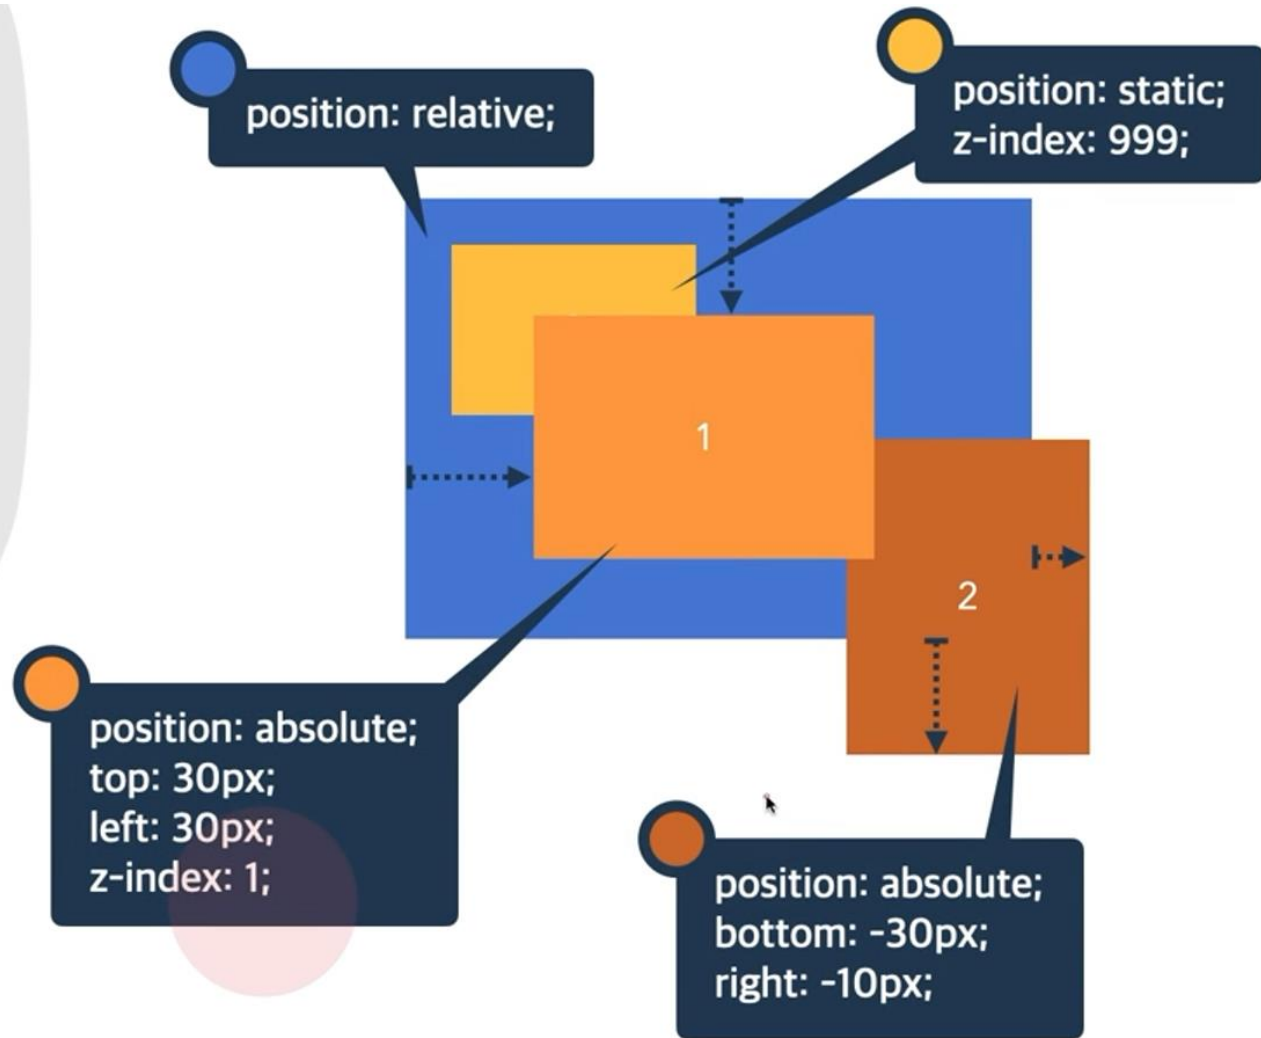 position: relative;
position: static;
z-index: 999;
1
2
position: absolute;
top: 30px;
left: 30px;
z-index: 1;
position: absolute;
bottom: -30px;
right: -10px;